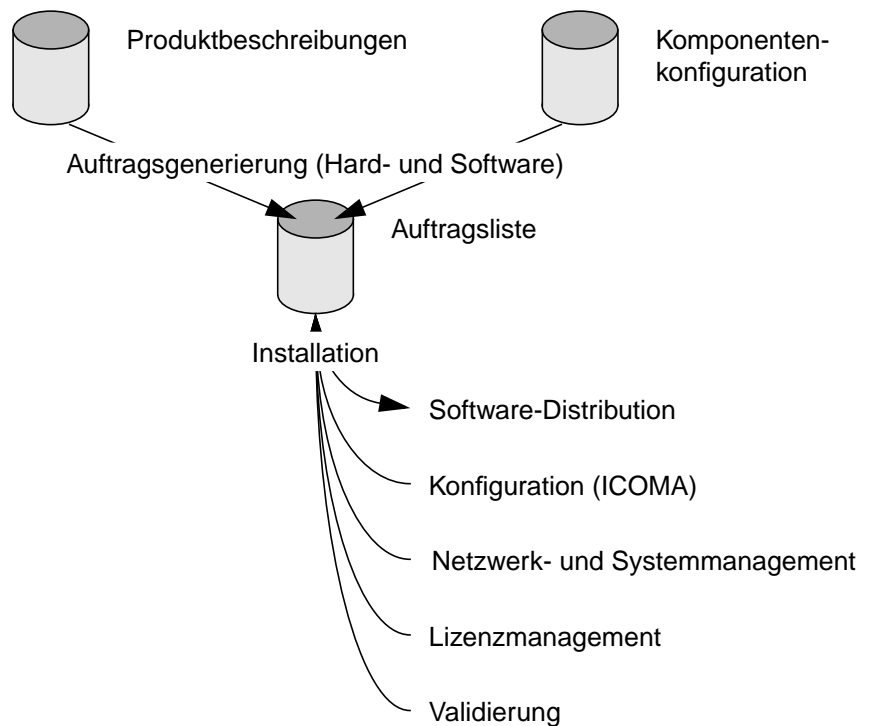 Produktbeschreibungen
Komponenten-
konfiguration
Auftragsgenerierung (Hard- und Software)
Auftragsliste
Installation
Software-Distribution
Konfiguration (ICOMA)
Netzwerk- und Systemmanagement
Lizenzmanagement
Validierung